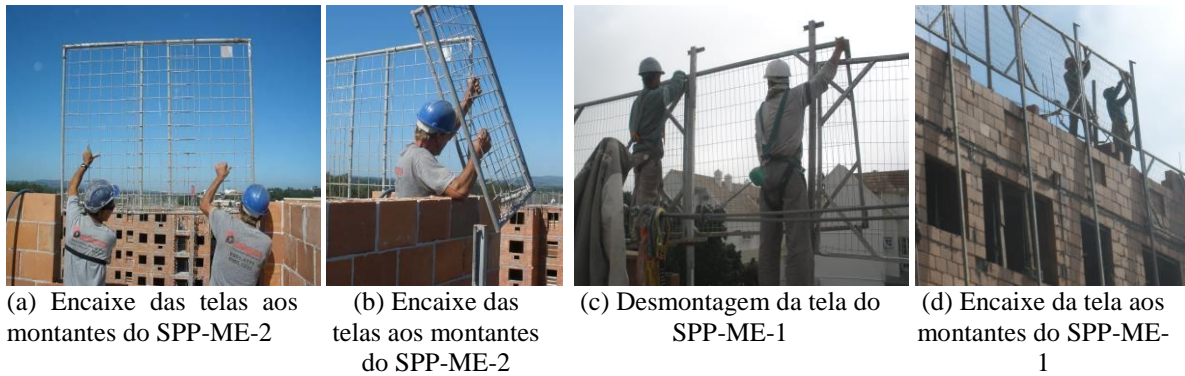 (a) Encaixe das telas aos
montantes do SPP-ME-2
(b) Encaixe das
telas aos montantes
do SPP-ME-2
(c) Desmontagem da tela do
SPP-ME-1
(d) Encaixe da tela aos
montantes do SPP-ME-
1